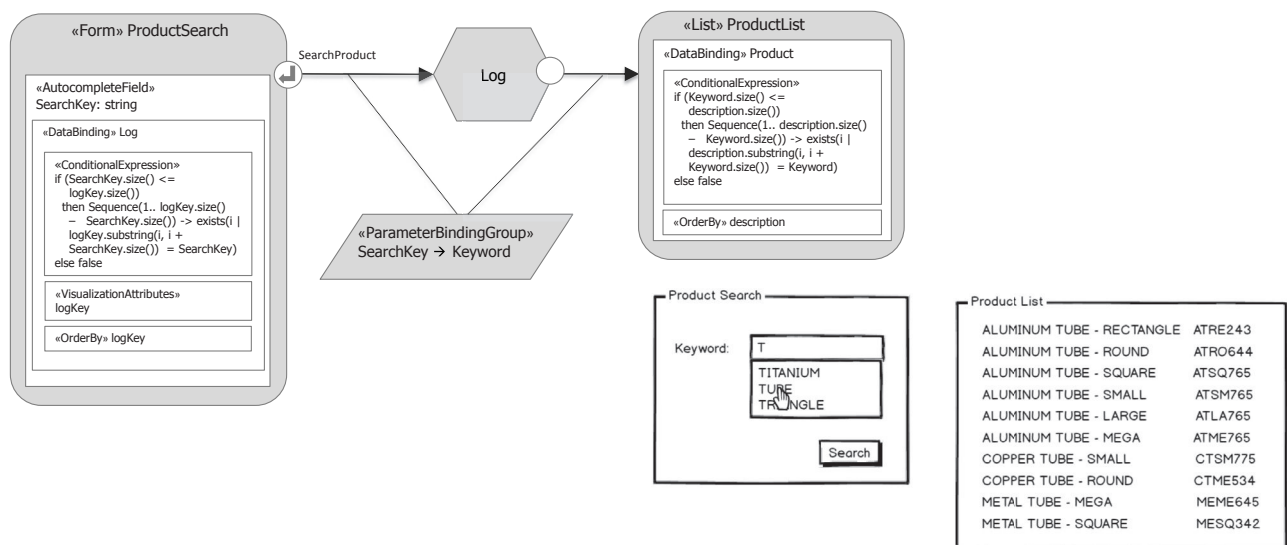 «Form» ProductSearch
«AutocompleteField»
SearchKey: string
«DataBinding» Log
«ConditionalExpression»
if (SearchKey.size() <=
logKey.size())
then Sequence(1.. logKey.size()
– SearchKey.size()) -> exists(i |
logKey.substring(i, i +
SearchKey.size()) = SearchKey)
else false
«VisualizationAttributes»
logKey
«OrderBy» logKey
SearchProduct
Log
«ParameterBindingGroup»
SearchKey → Keyword
«List» ProductList
«DataBinding» Product
«ConditionalExpression»
if (Keyword.size() <=
description.size())
then Sequence(1.. description.size()
– Keyword.size()) -> exists(i |
description.substring(i, i +
Keyword.size()) = Keyword)
else false
«OrderBy» description
Product Search
Keyword: T
TITANIUM
TUBE
TRIANGLE
Search
Product List
ALUMINUM TUBE - RECTANGLE ATRE243
ALUMINUM TUBE - ROUND ATRO644
ALUMINUM TUBE - SQUARE ATSQ765
ALUMINUM TUBE - SMALL ATSM765
ALUMINUM TUBE - LARGE ATLA765
ALUMINUM TUBE - MEGA ATME765
COPPER TUBE - SMALL CTSM775
COPPER TUBE - ROUND CTME534
METAL TUBE - MEGA MEME645
METAL TUBE - SQUARE MESQ342